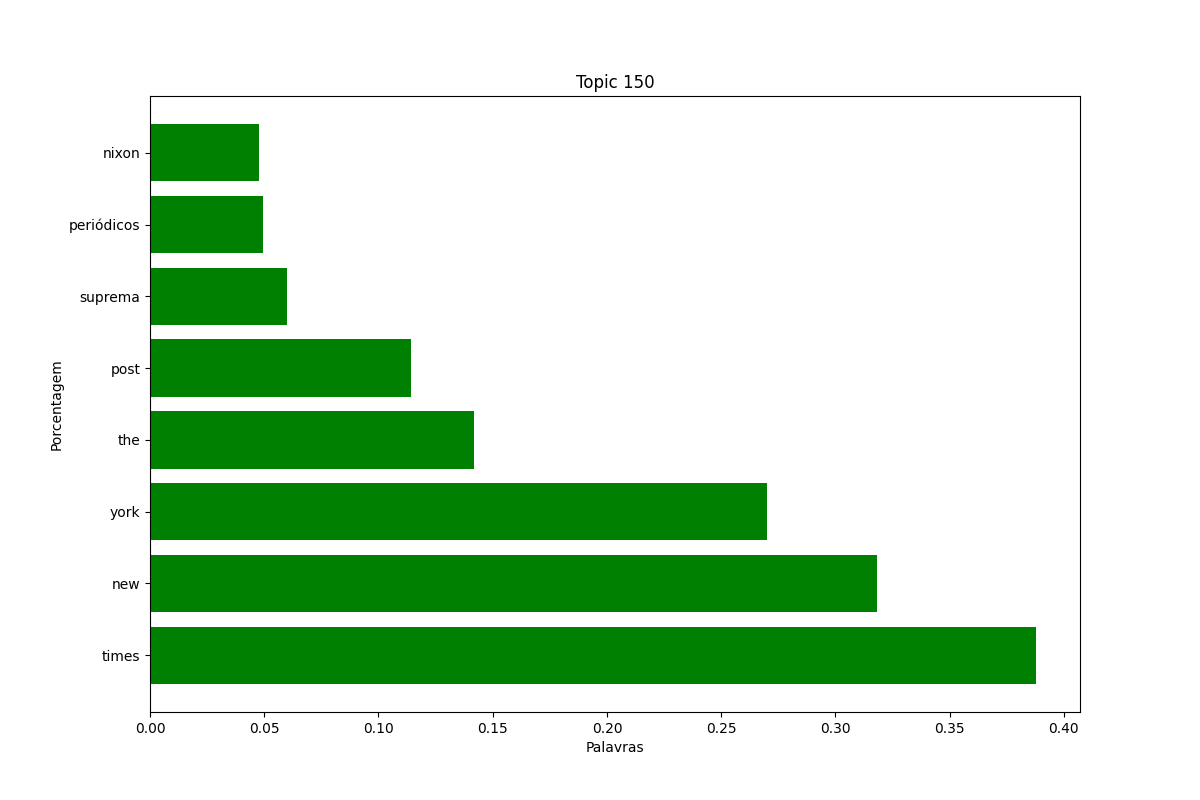 Topic 150
nixon
periódicos
suprema
post
the
york
new
times
Porcentagem
0.00 0.05 0.10 0.15 0.20 0.25 0.30 0.35 0.40
Palavras